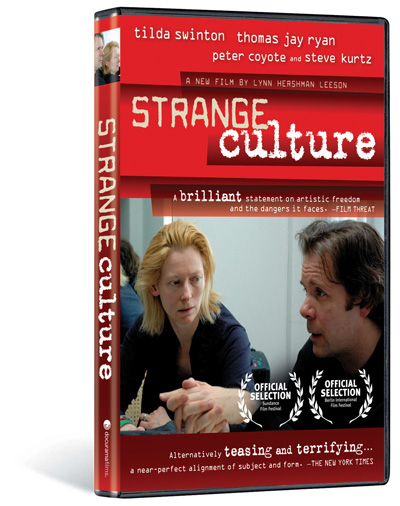 tilda swinton thomas jay ryan
peter coyote and steve kurtz
A NEW FILM BY LYNN HERSHMAN LEESON
STRANGE
culture
A brilliant statement on artistic freedom
and the dangers it faces. —FILM THREAT
OFFICIAL
SELECTION
Sundance
Film Festival
OFFICIAL
SELECTION
Berlin International
Film Festival
Alternatively teasing and terrifying...
a near-perfect alignment of subject and form. —THE NEW YORK TIMES
STRANGE culture
docuramafilms.